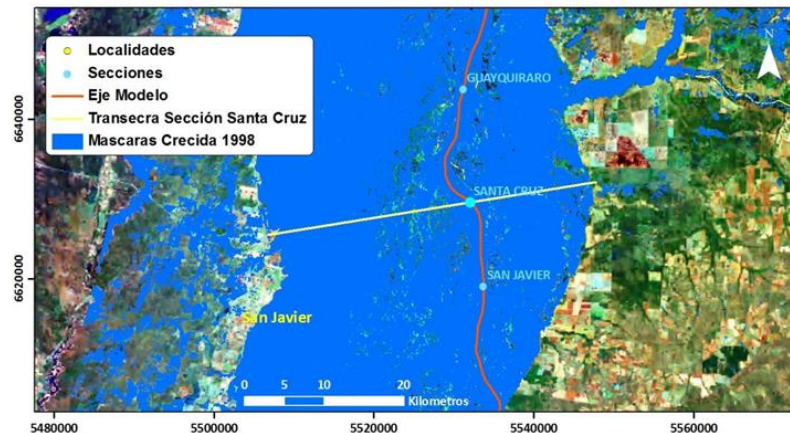 Localidades
Secciones
Eje Modelo
Transecra Sección Santa Cruz
Mascaras Crecida 1998
N
GUAYQUIRARO
SANTA CRUZ
SAN JAVIER
San Javier
0 5 10 20
Kilometros
6640000
6620000
5480000 5500000 5520000 5540000 5560000